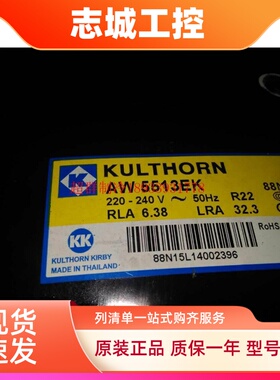 志城工控
KULTHORN
AW 5513EK
220 - 240 V ~ 50Hz R22
RLA 6.38 LRA 32.3
RoHS
KK
KULTHORN KIRBY
MADE IN THAILAND
88N15L14002396
列清单一站式购齐服务
原装正品 质保一年 型号